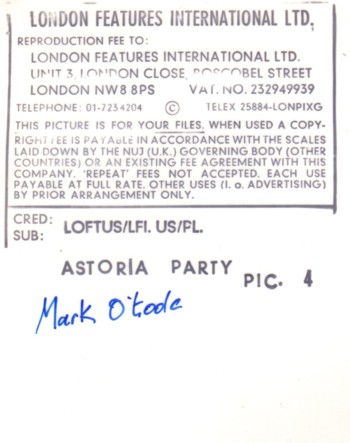 LONDON FEATURES INTERNATIONAL LTD.
REPRODUCTION FEE TO:
LONDON FEATURES INTERNATIONAL LTD.
UNIT 3, LONDON CLOSE, BOSCOBEL STREET
LONDON NW8 8PS VAT. NO. 232949939
TELEPHONE: 01-723 4204 © TELEX 25884-LONPIXG
THIS PICTURE IS FOR YOUR FILES. WHEN USED A COPY-
RIGHT FEE IS PAYABLE IN ACCORDANCE WITH THE SCALES
LAID DOWN BY THE NUJ (U.K.) GOVERNING BODY (OTHER
COUNTRIES) OR AN EXISTING FEE AGREEMENT WITH THIS
COMPANY. 'REPEAT' FEES NOT ACCEPTED. EACH USE
PAYABLE AT FULL RATE. OTHER USES (I.o. ADVERTISING)
BY PRIOR ARRANGEMENT ONLY.
CRED: LOFTUS/LFI. US/PL.
SUB:
ASTORIA PARTY PIC. 4
Mark O'toole